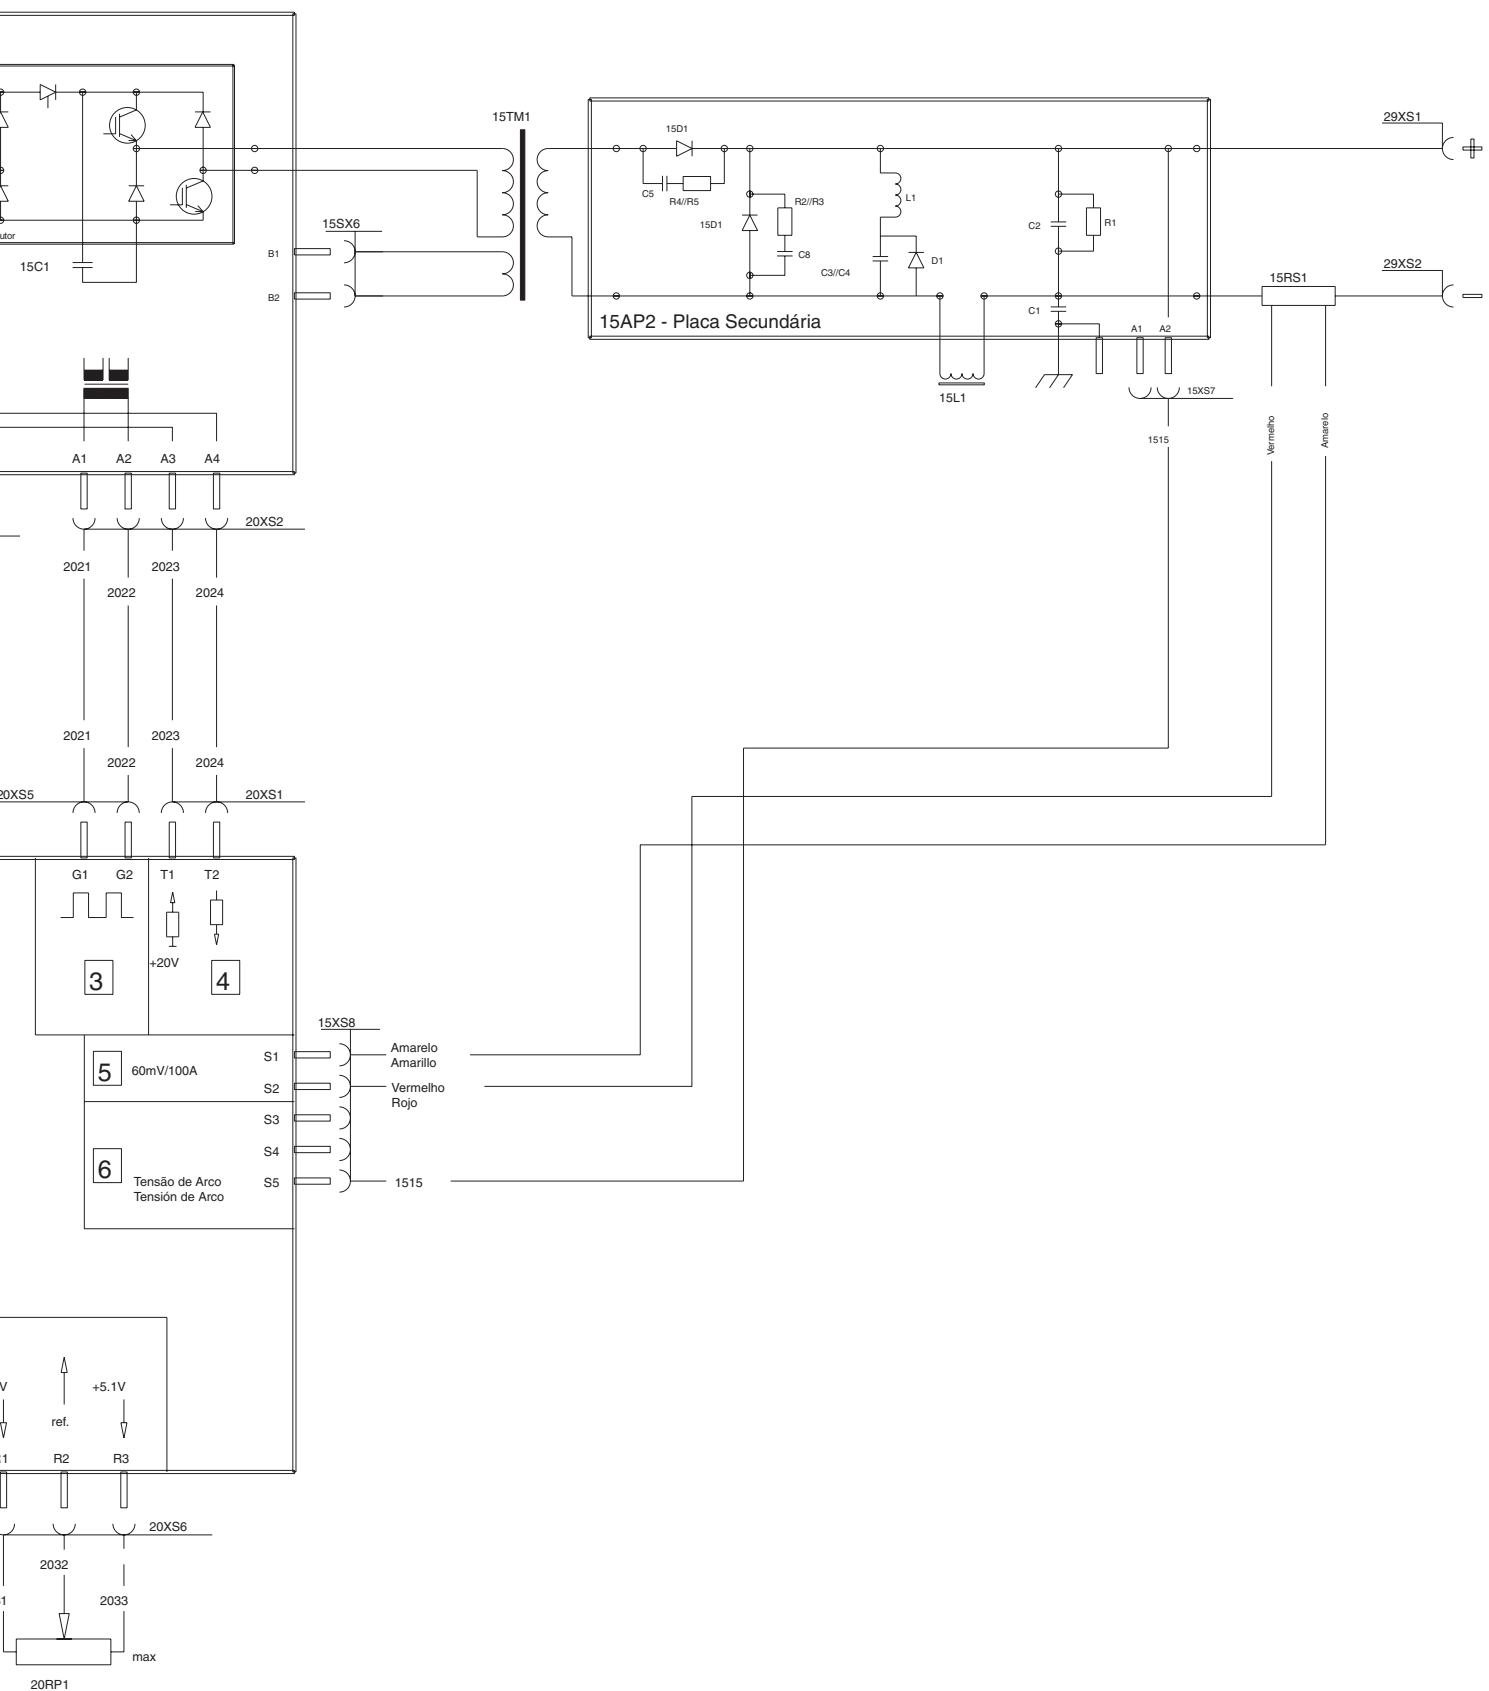 15TM1
29XS1
15D1
C5
R4//R5
15D1
R2//R3
C8
L1
C3//C4
D1
C2
R1
C1
15SX6
B1
B2
15C1
utor
15AP2 - Placa Secundária
A1
A2
15RS1
29XS2
15L1
15XS7
1515
Vermelho
Amarelo
A1
A2
A3
A4
20XS2
2021
2023
2022
2024
2021
2023
2022
2024
20XS5
20XS1
G1
G2
T1
T2
+20V
3
4
15XS8
5
60mV/100A
S1
S2
S3
S4
S5
Amarelo
Amarillo
Vermelho
Rojo
6
Tensão de Arco
Tensión de Arco
1515
V
+5.1V
ref.
R1
R2
R3
20XS6
2032
1
2033
max
20RP1